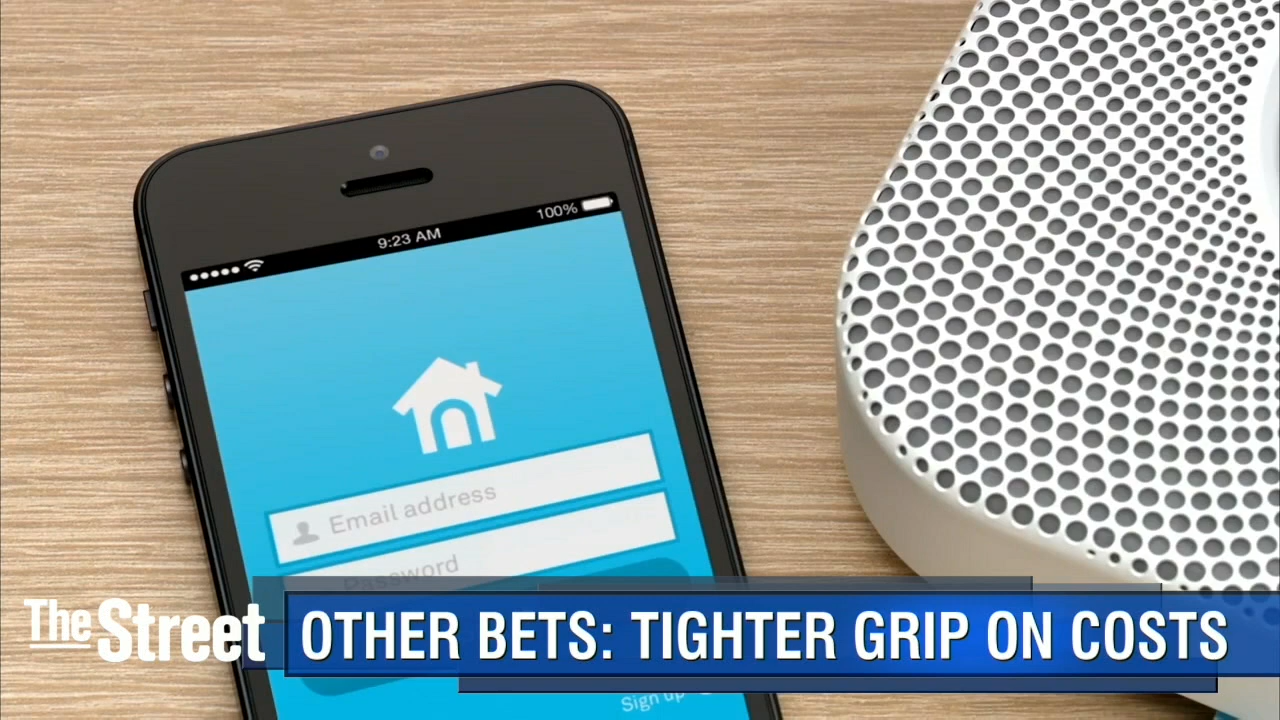 100%
9:23 AM
Email address
Password
The Street
OTHER BETS: TIGHTER GRIP ON COSTS
Sign up